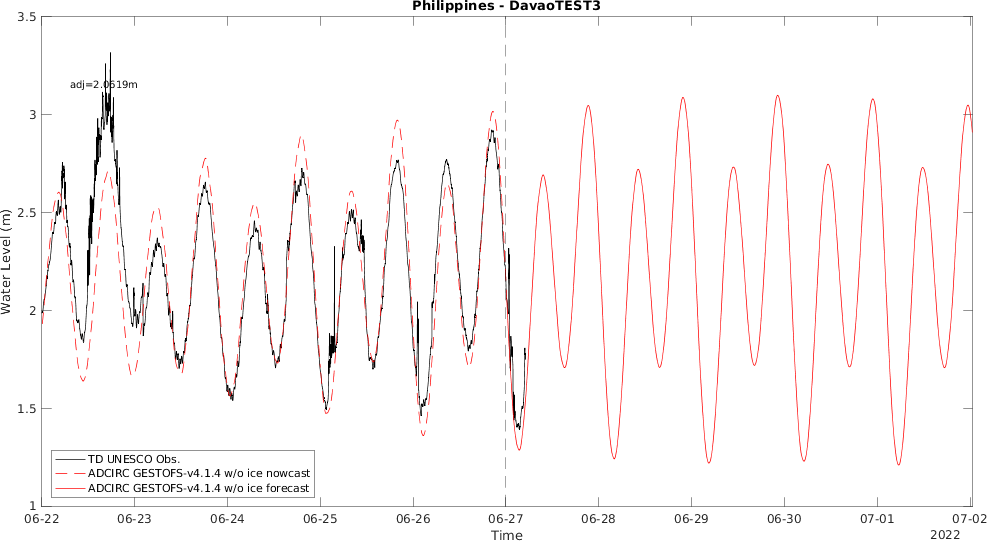 Philippines - DavaoTEST3
3.5
adj=2.0619m
3
2.5
Water Level (m)
2
1.5
TD UNESCO Obs.
ADCIRC GESTOFS-v4.1.4 w/o ice nowcast
ADCIRC GESTOFS-v4.1.4 w/o ice forecast
1
06-22 06-23 06-24 06-25 06-26 06-27 06-28 06-29 06-30 07-01 07-02
Time
2022